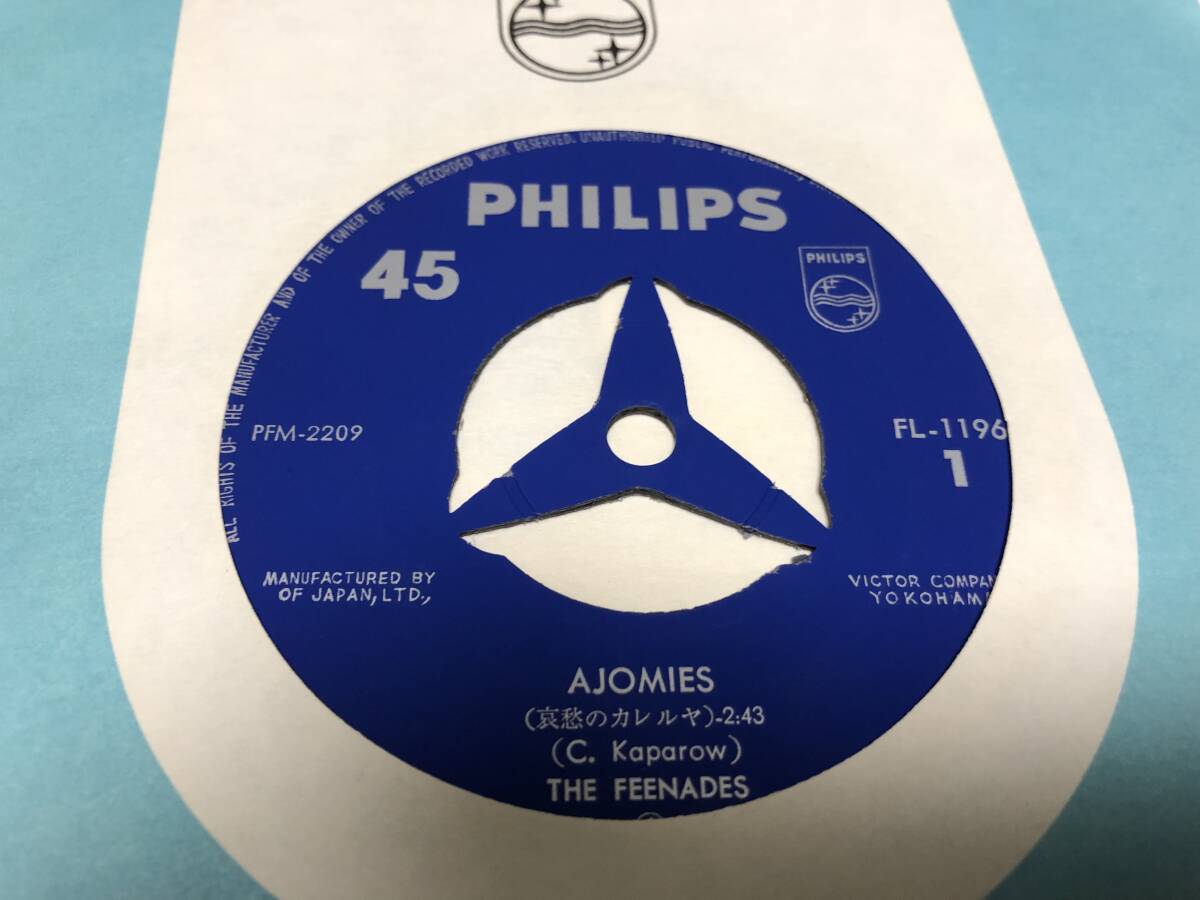 ALL RIGHTS OF THE MANUFACTURER AND OF THE OWNER OF THE RECORDED WORK RESERVED. UNAUTHORISED PUBLIC
PHILIPS
45
PHILIPS
PFM-2209
FL-1196
1
MANUFACTURED BY
OF JAPAN, LTD.,
VICTOR COMPAN
YOKOHAMA
AJOMIES
(哀愁のカレルヤ)-2:43
(C. Kaparow)
THE FEENADES